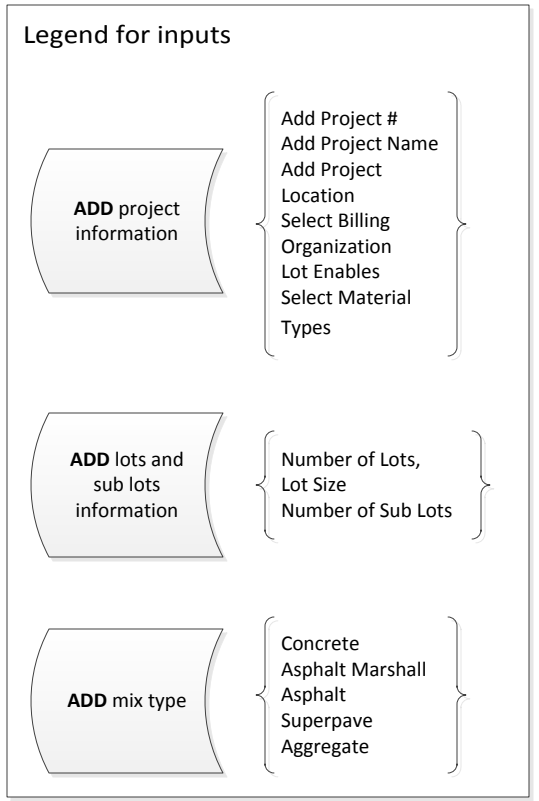 Legend for inputs
ADD project
information
Add Project #
Add Project Name
Add Project
Location
Select Billing
Organization
Lot Enables
Select Material
Types
ADD lots and
sub lots
information
Number of Lots,
Lot Size
Number of Sub Lots
ADD mix type
Concrete
Asphalt Marshall
Asphalt
Superpave
Aggregate